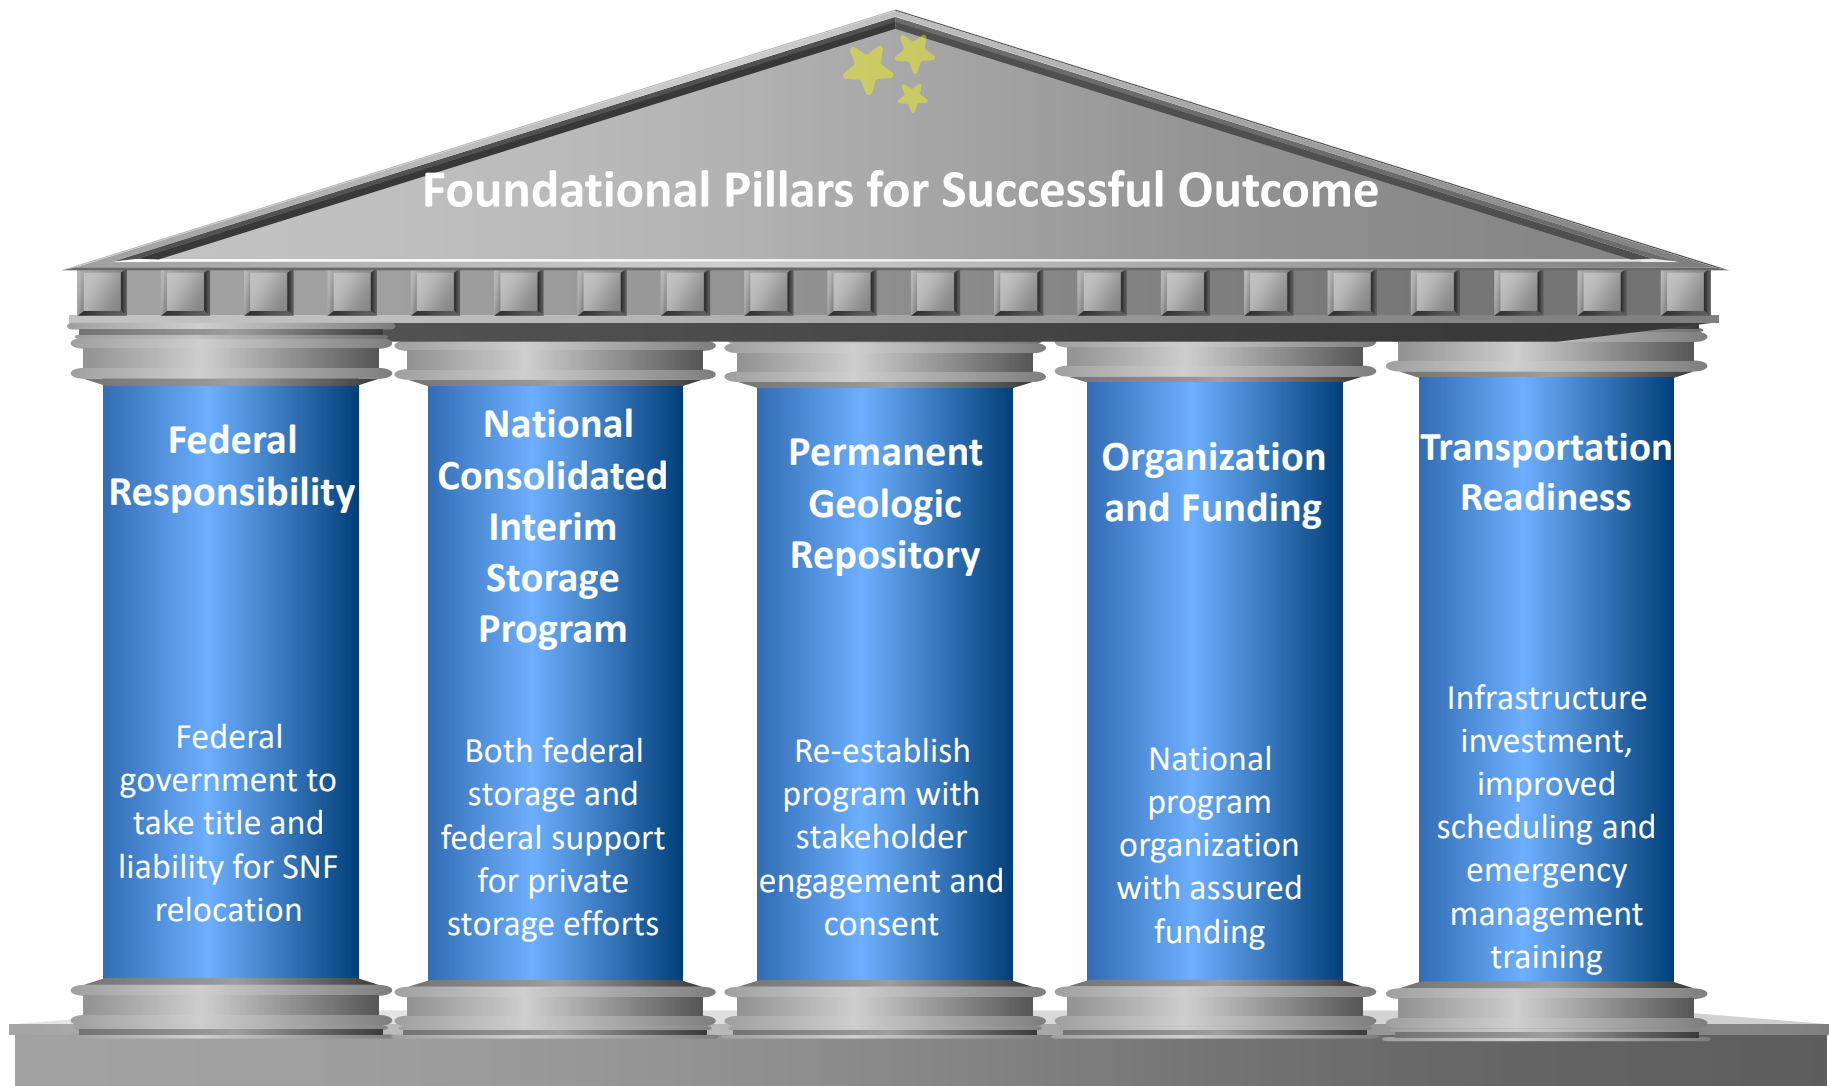 Foundational Pillars for Successful Outcome
Federal
Responsibility
Federal
government to
take title and
liability for SNF
relocation
National
Consolidated
Interim
Storage
Program
Both federal
storage and
federal support
for private
storage efforts
Permanent
Geologic
Repository
Re-establish
program with
stakeholder
engagement and
consent
Organization
and Funding
National
program
organization
with assured
funding
Transportation
Readiness
Infrastructure
investment,
improved
scheduling and
emergency
management
training